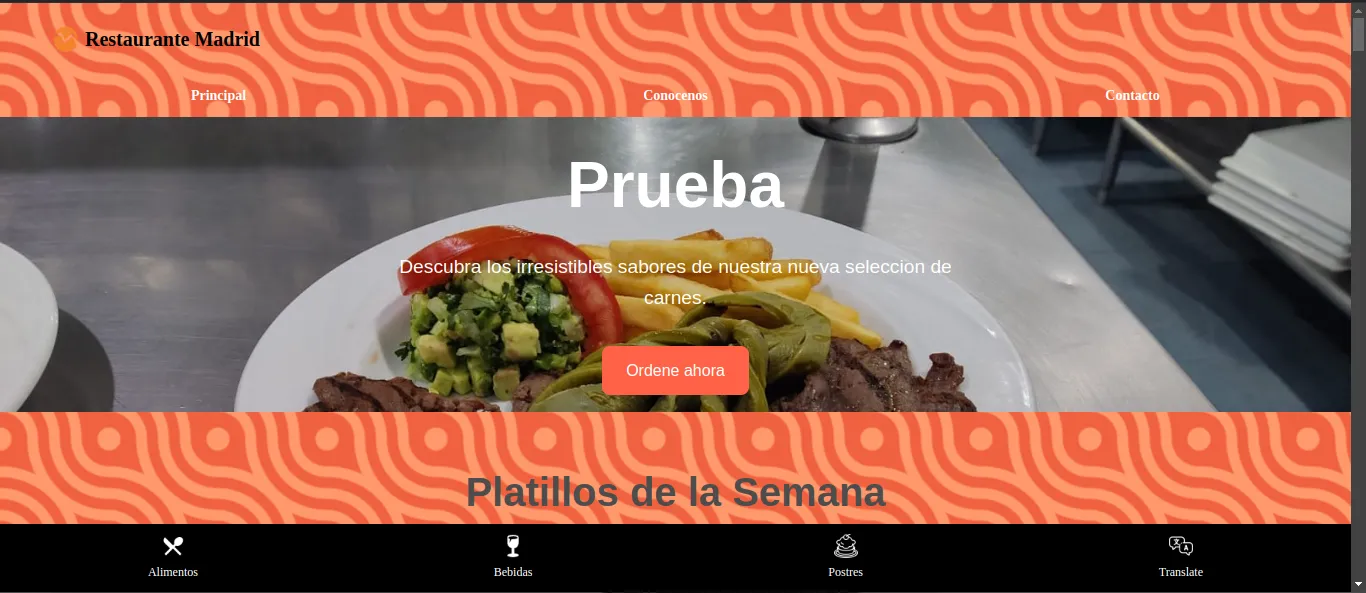 Restaurante Madrid
Principal
Conocenos
Contacto
Prueba
Descubra los irresistibles sabores de nuestra nueva seleccion de
carnes.
Ordene ahora
Platillos de la Semana
Alimentos
Bebidas
Postres
Translate